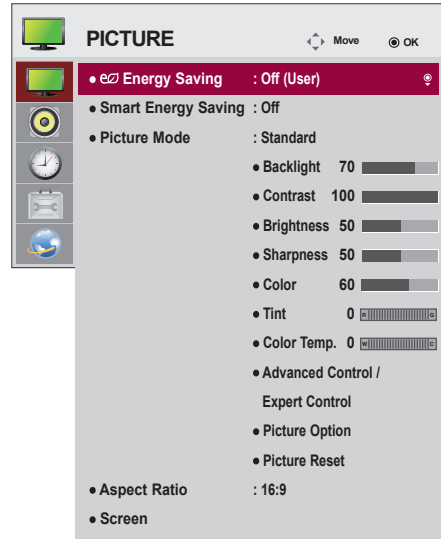 PICTURE Move OK
• Energy Saving : Off (User)
• Smart Energy Saving : Off
• Picture Mode : Standard
• Backlight 70
• Contrast 100
• Brightness 50
• Sharpness 50
• Color 60
• Tint 0 R G
• Color Temp. 0 W C
• Advanced Control /
Expert Control
• Picture Option
• Picture Reset
• Aspect Ratio : 16:9
• Screen